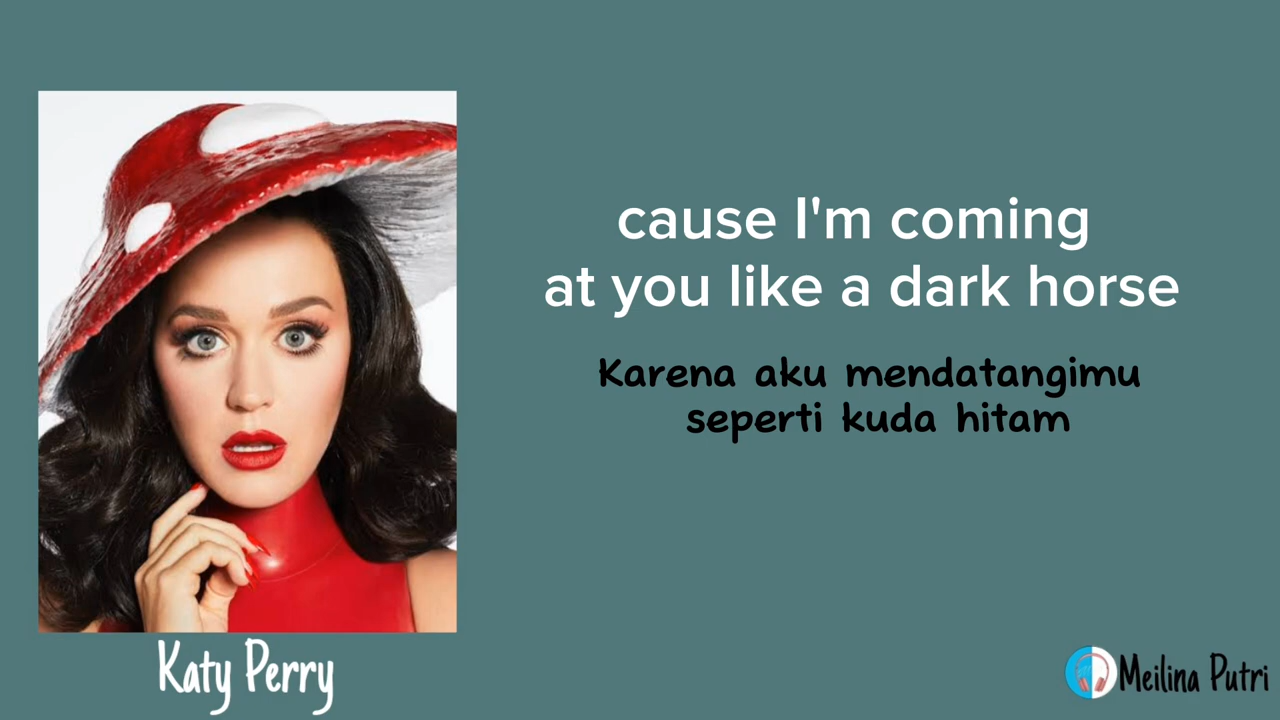 cause I'm coming
at you like a dark horse
Karena aku mendatangimu
seperti kuda hitam
Katy Perry
Meilina Putri